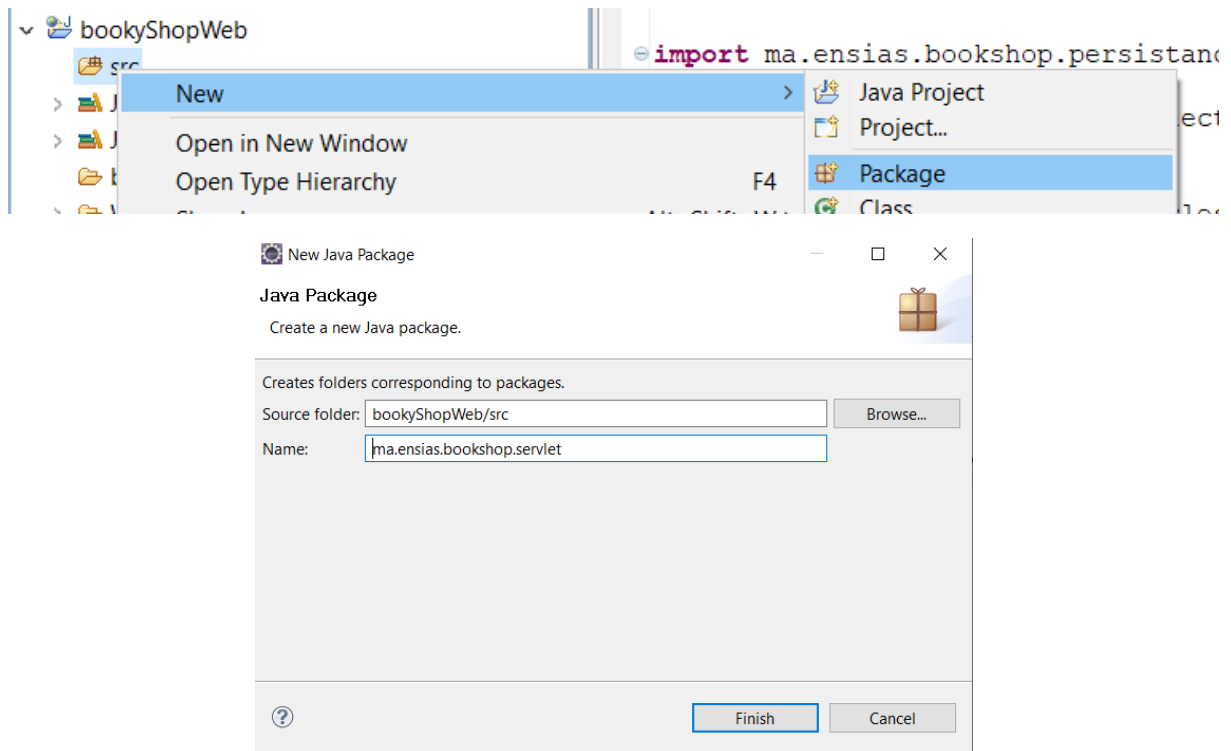 bookyShopWeb
src
import ma.ensias.bookshop.
New
Java Project
Project...
Open in New Window
Open Type Hierarchy F4
Package
Class
New Java Package
Java Package
Create a new Java package.
Creates folders corresponding to packages.
Source folder: bookyShopWeb/src Browse...
Name: ma.ensias.bookshop.servlet
? Finish Cancel